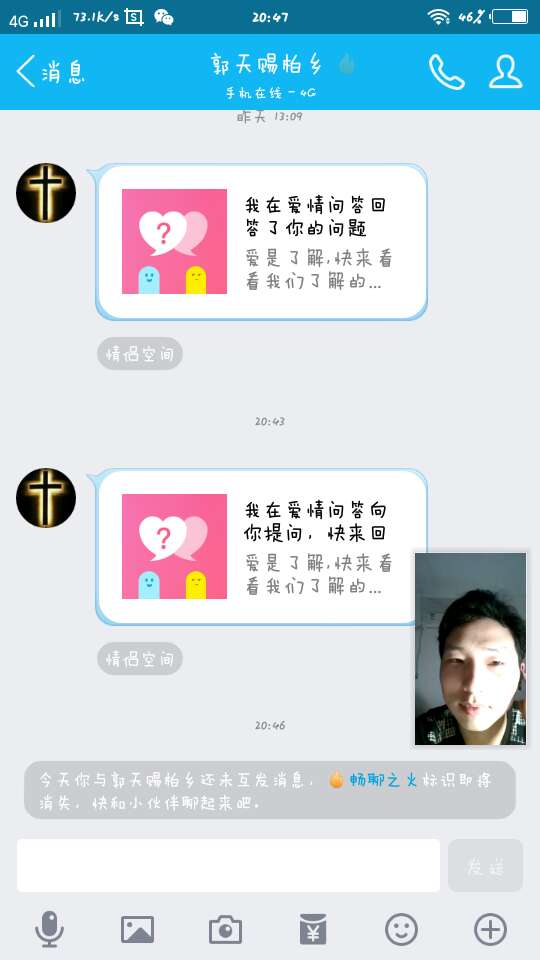 4G 73.1k/s S 20:47 46%
消息 郭天赐柏乡
手机在线-4G
昨天 13:09
我在爱情问答回
答了你的问题
爱是了解,快来看
看我们了解的...
情侣空间
20:43
我在爱情问答向
你提问，快来回
爱是了解,快来看
看我们了解的...
情侣空间
20:46
今天你与郭天赐柏乡还未互发消息，畅聊之火标识即将
消失，快和小伙伴聊起来吧。
发送